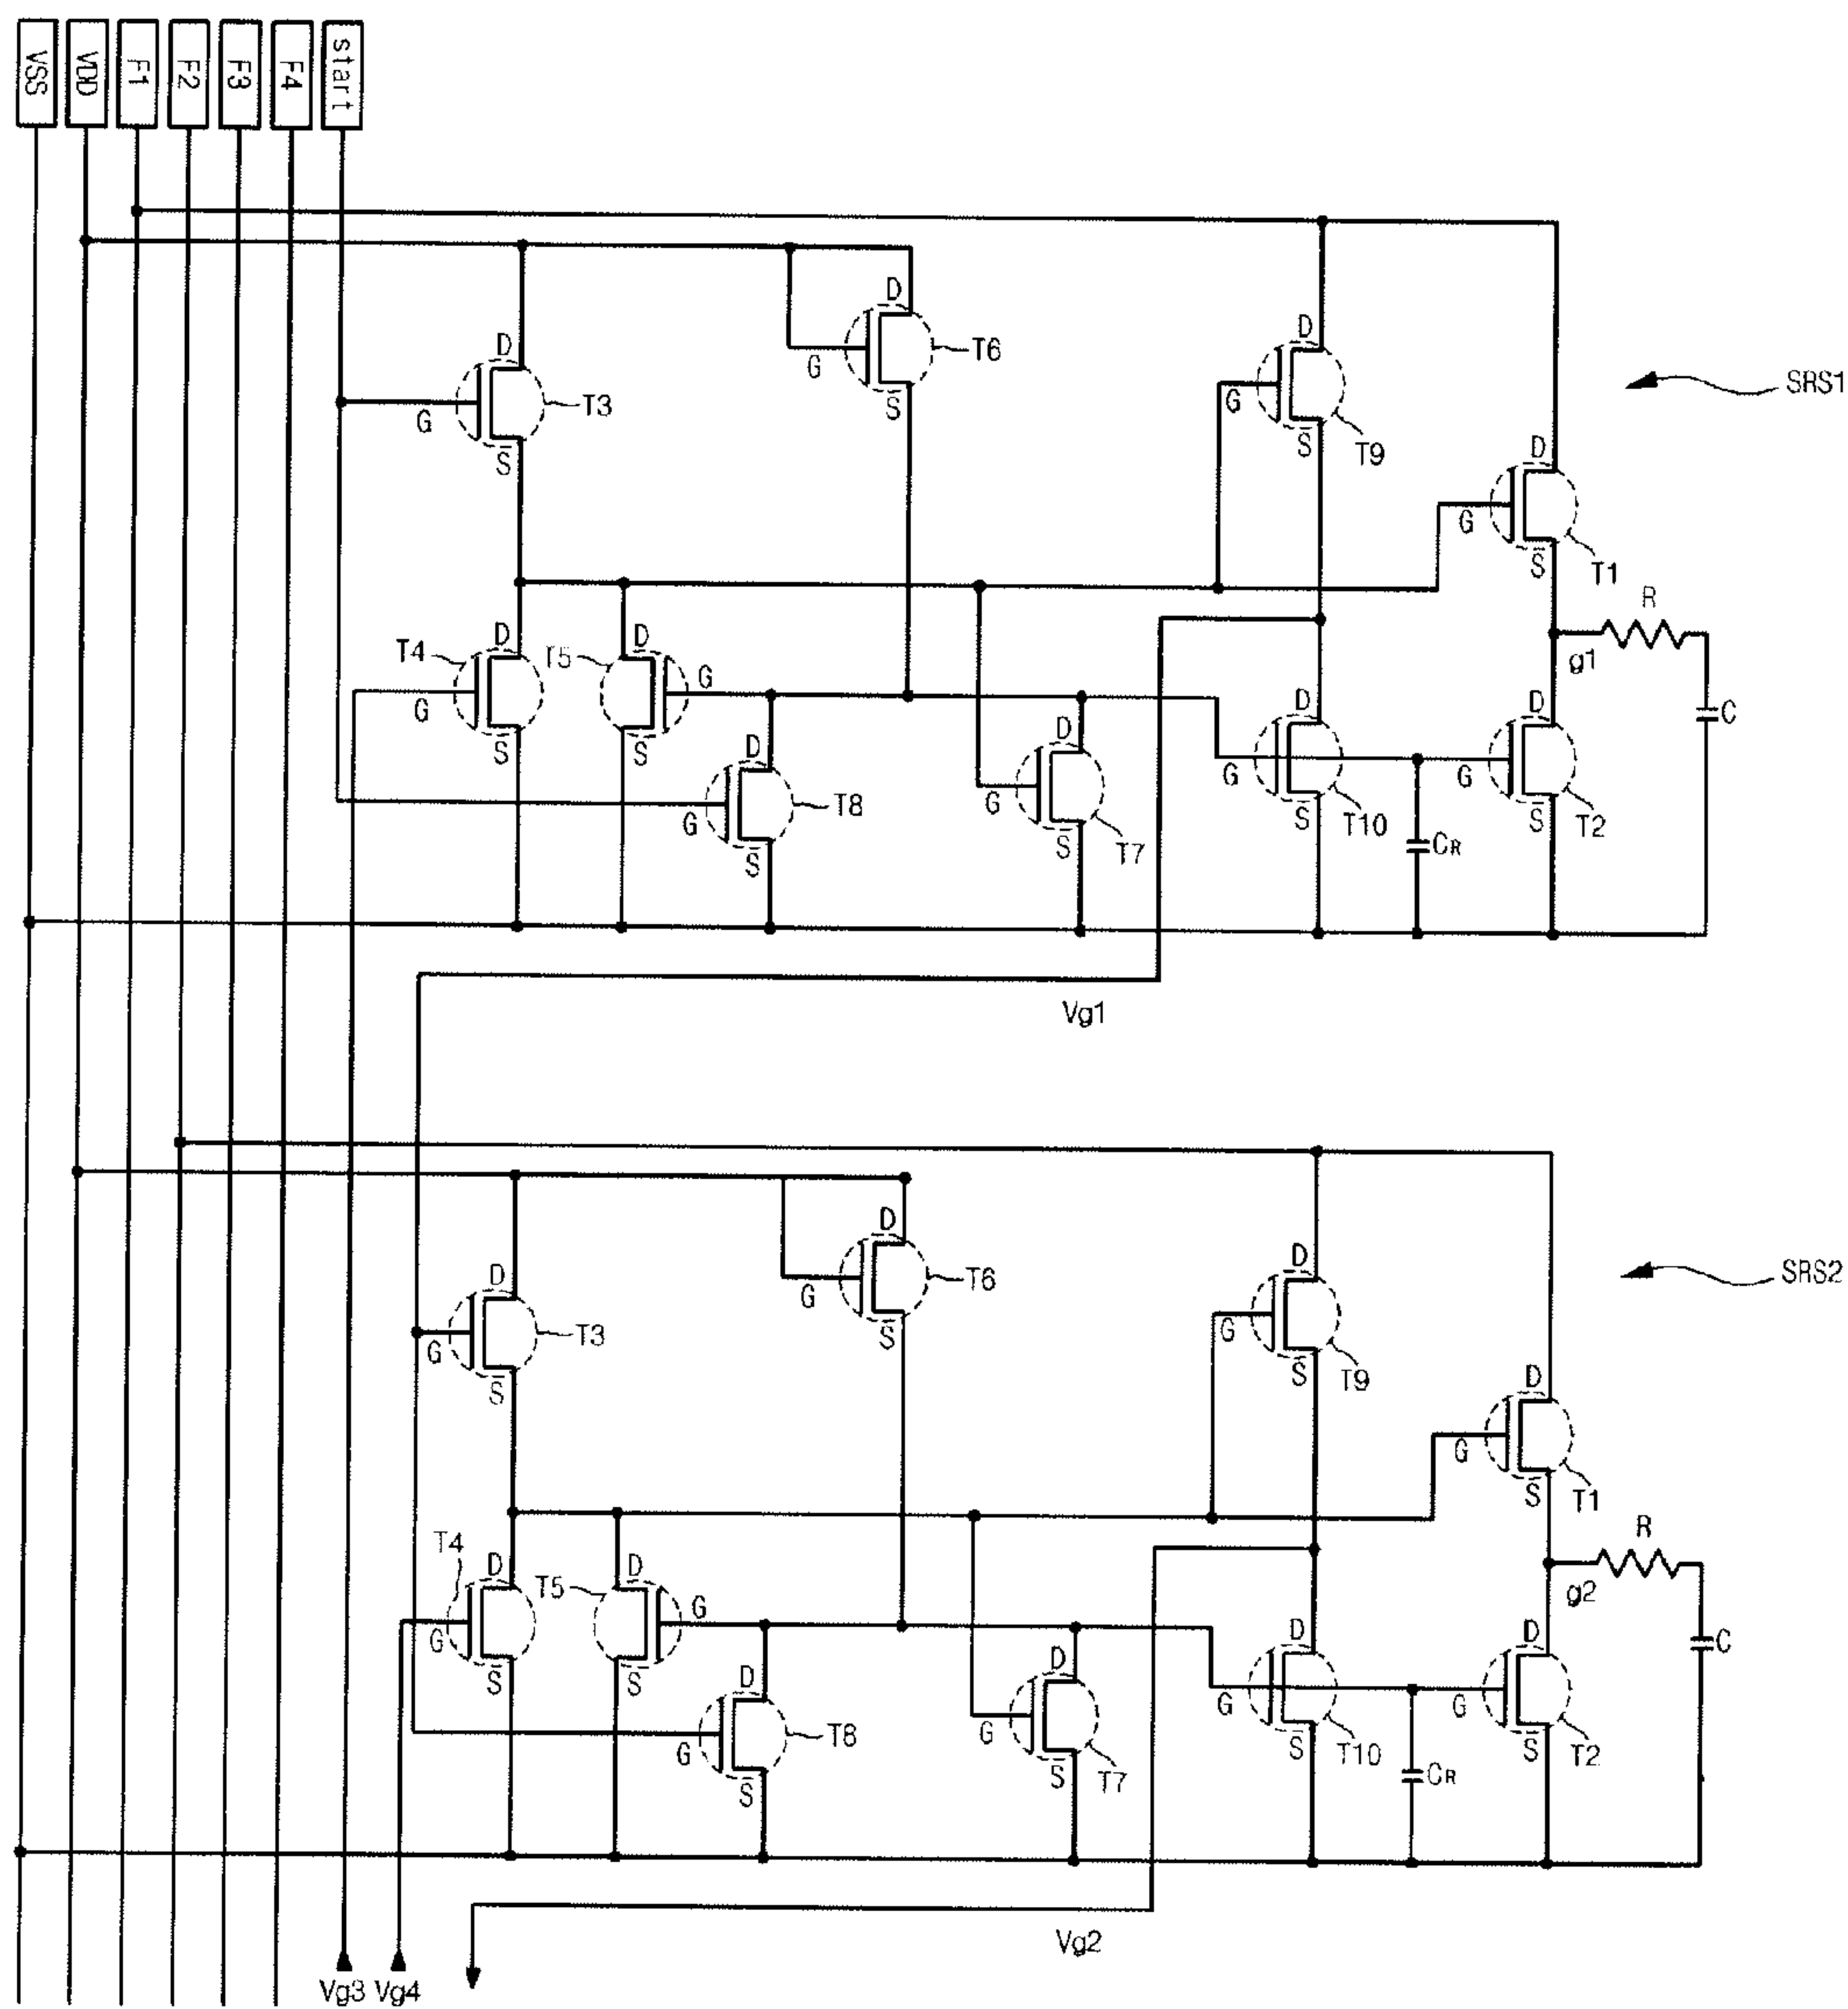 VSS VDD F1 F2 F3 F4 start
D
D G T6
D G T3 S
D G T9 S
SRS1
S
D G T1 S
R
g1
T4 D G S
T5 D G S
D G T8 S
D G T7 S
D G T10 S
CR
D G T2 S
C
Vg1
D G T6 S
D G T3 S
D G T9 S
SRS2
D G T1 S
R
g2
T4 D G S
T5 D G S
D G T8 S
D G T7 S
D G T10 S
CR
D G T2 S
C
Vg2
Vg3 Vg4